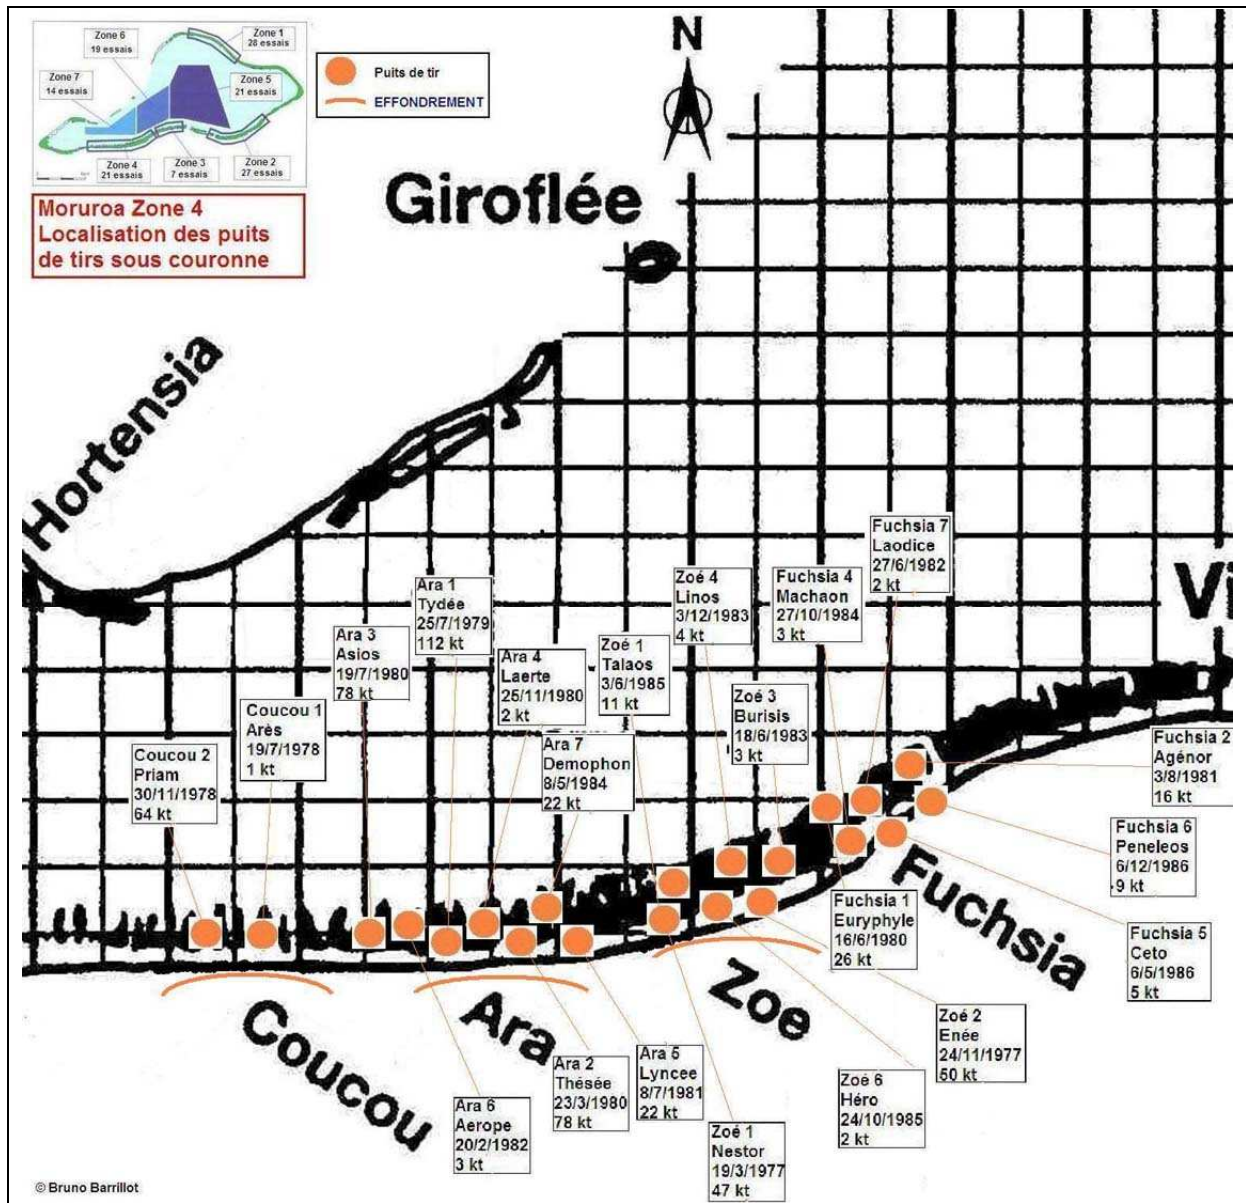 Zone 6
19 essais
Zone 1
28 essais
Zone 7
14 essais
Zone 5
21 essais
Zone 4
21 essais
Zone 3
7 essais
Zone 2
27 essais
Puits de tir
EFFONDREMENT
Moruroa Zone 4
Localisation des puits
de tirs sous couronne
N
Giroflée
Hortensia
Vi
Fuchsia 7
Laodice
27/6/1982
2 kt
Zoé 4
Linos
3/12/1983
4 kt
Fuchsia 4
Machaon
27/10/1984
3 kt
Ara 1
Tydée
25/7/1979
112 kt
Ara 3
Asios
19/7/1980
78 kt
Ara 4
Laerte
25/11/1980
2 kt
Zoé 1
Talaos
3/6/1985
11 kt
Zoé 3
Burisis
18/6/1983
3 kt
Coucou 1
Arès
19/7/1978
1 kt
Coucou 2
Priam
30/11/1978
64 kt
Ara 7
Demophon
8/5/1984
22 kt
Fuchsia 2
Agénor
3/8/1981
16 kt
Fuchsia 6
Peneleos
6/12/1986
9 kt
Fuchsia 1
Euryphyle
16/6/1980
26 kt
Fuchsia 5
Ceto
6/5/1986
5 kt
Fuchsia
Zoe
Ara
Coucou
Zoé 2
Enée
24/11/1977
50 kt
Ara 5
Lyncee
8/7/1981
22 kt
Ara 2
Thésée
23/3/1980
78 kt
Zoé 6
Héro
24/10/1985
2 kt
Ara 6
Aerope
20/2/1982
3 kt
Zoé 1
Nestor
19/3/1977
47 kt
© Bruno Barrillot